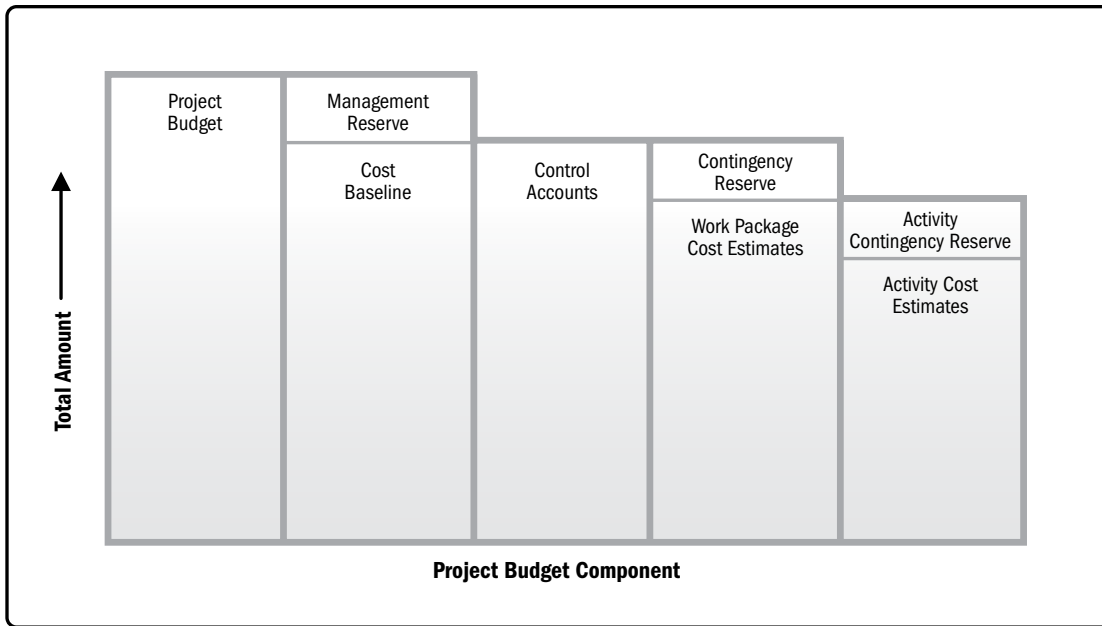 Project
Budget
Management
Reserve
Cost
Baseline
Control
Accounts
Contingency
Reserve
Work Package
Cost Estimates
Activity
Contingency Reserve
Activity Cost
Estimates
Total Amount
Project Budget Component